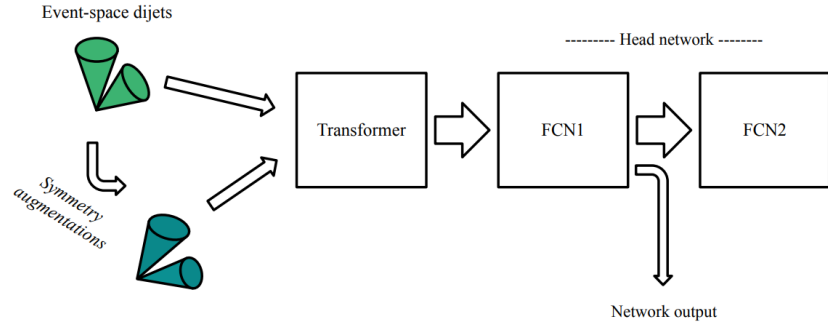 Event-space dijets
--------- Head network -------
Transformer
FCN1
FCN2
Symmetry
augmentations
Network output